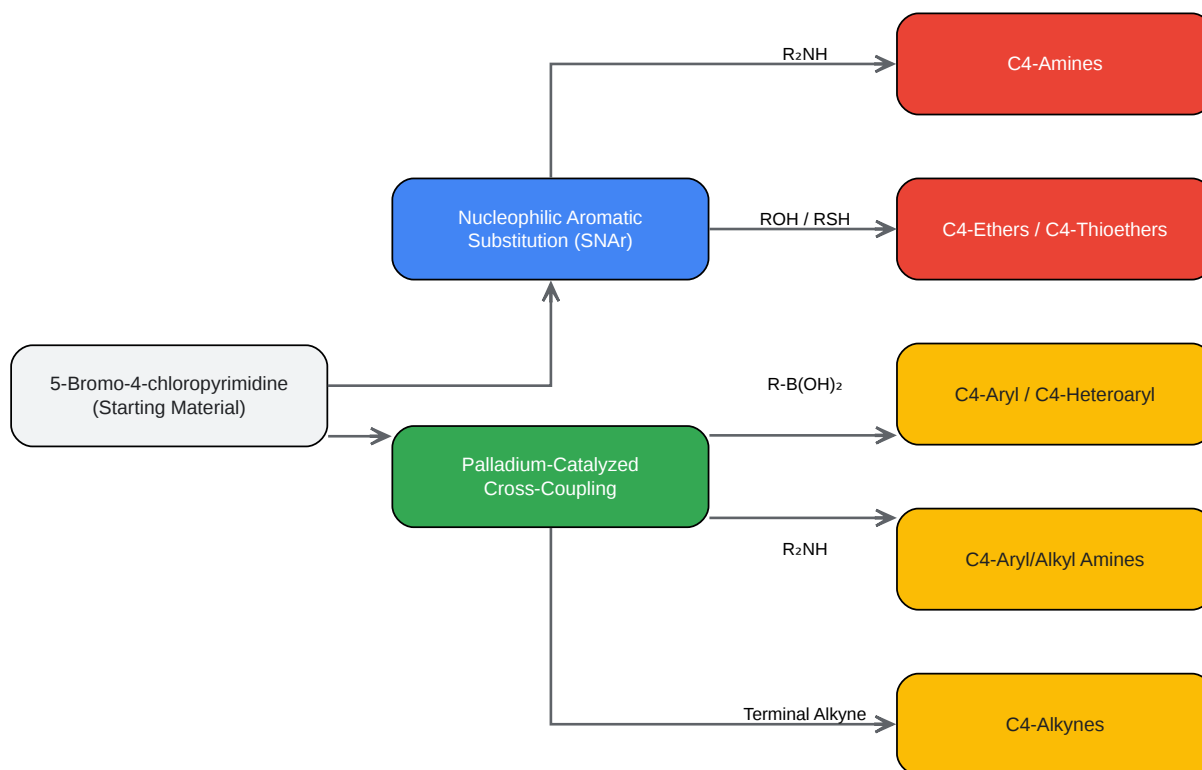 R₂NH
C4-Amines
Nucleophilic Aromatic
Substitution (SNAr)
ROH / RSH
C4-Ethers / C4-Thioethers
5-Bromo-4-chloropyrimidine
(Starting Material)
R-B(OH)₂
C4-Aryl / C4-Heteroaryl
Palladium-Catalyzed
Cross-Coupling
R₂NH
C4-Aryl/Alkyl Amines
Terminal Alkyne
C4-Alkynes